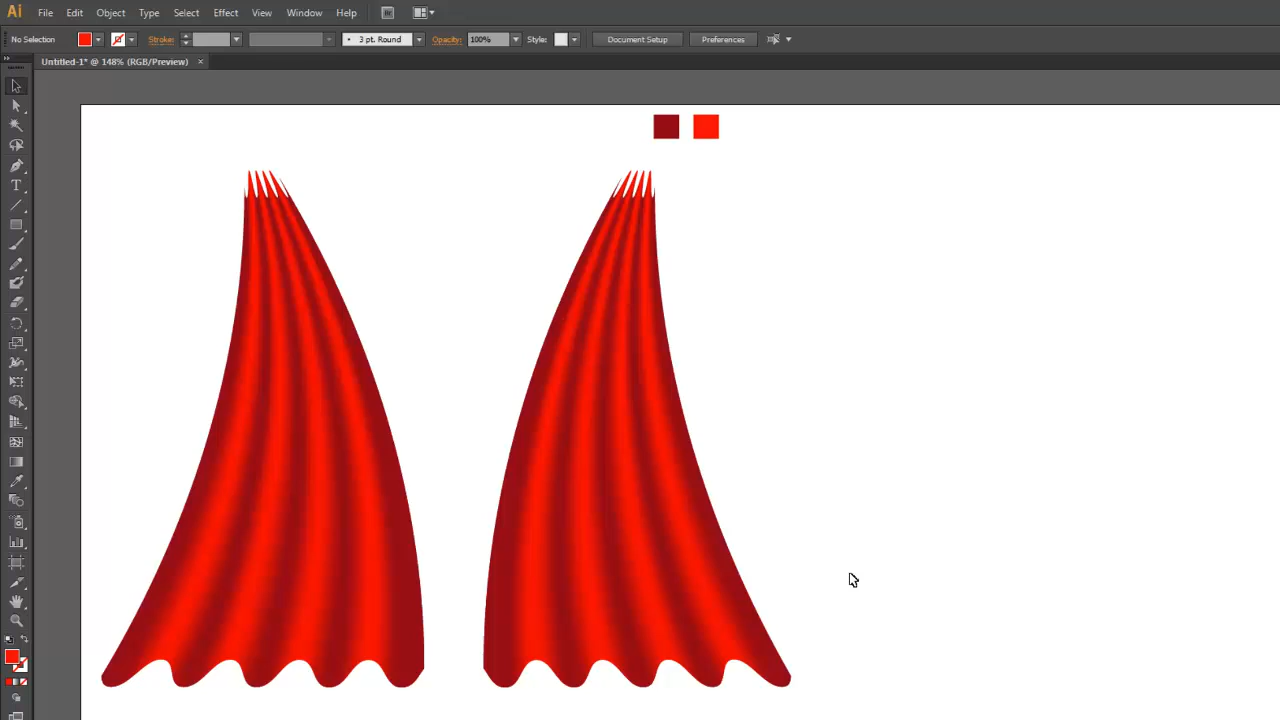 Ai File Edit Object Type Select Effect View Window Help Br
No Selection Stroke: 3 pt. Round Opacity: 100% Style: Document Setup Preferences
Untitled-1* @ 148% (RGB/Preview) ×
T